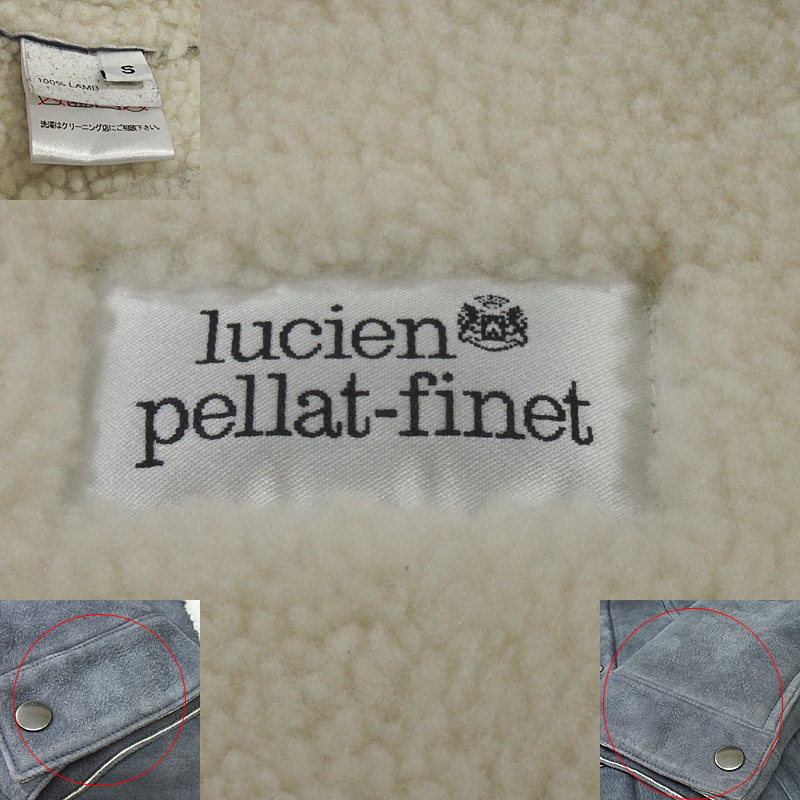 S
100% LAMB
洗濯はクリーニング店にご相談下さい。
lucien
pellat-finet